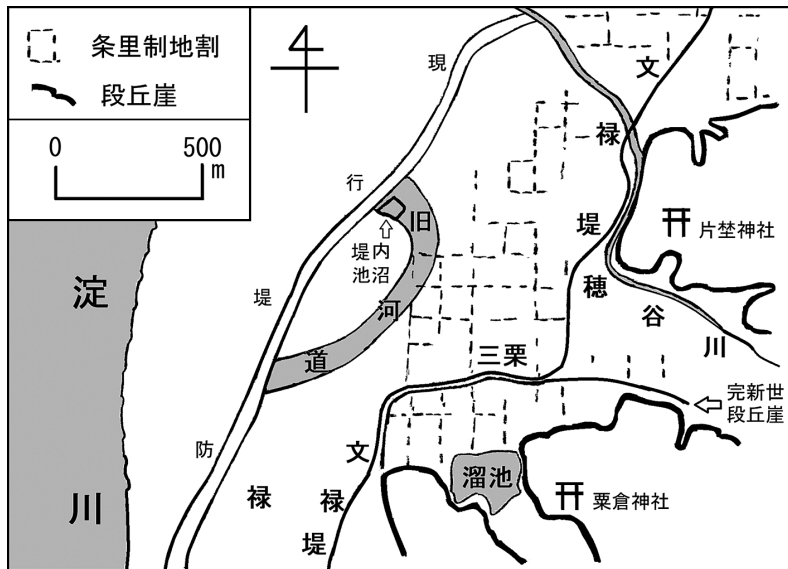 条里制地割
段丘崖
0 500
m
淀川
現行堤防
旧河道
堤内
池沼
文禄堤
穂谷川
片埜神社
三栗
完新世
段丘崖
文禄堤
禄
溜池
粟倉神社